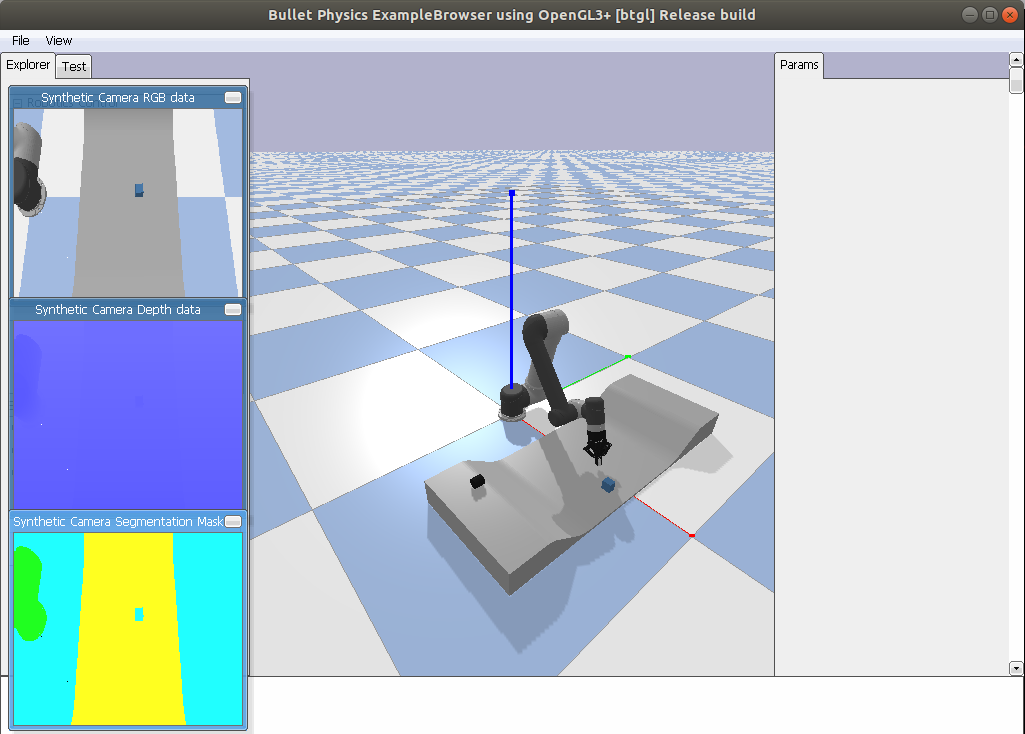 Bullet Physics ExampleBrowser using OpenGL3+ [btgl] Release build
File View
Explorer Test
Params
Synthetic Camera RGB data
Synthetic Camera Depth data
Synthetic Camera Segmentation Mask